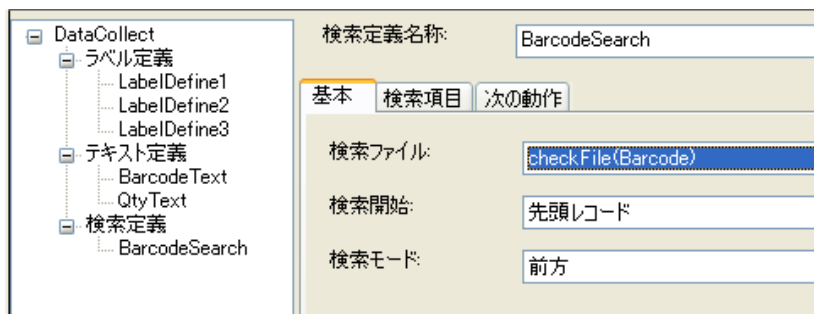 DataCollect
ラベル定義
LabelDefine1
LabelDefine2
LabelDefine3
テキスト定義
BarcodeText
QtyText
検索定義
BarcodeSearch
検索定義名称:
BarcodeSearch
基本
検索項目
次の動作
検索ファイル:
checkFile(Barcode)
検索開始:
先頭レコード
検索モード:
前方